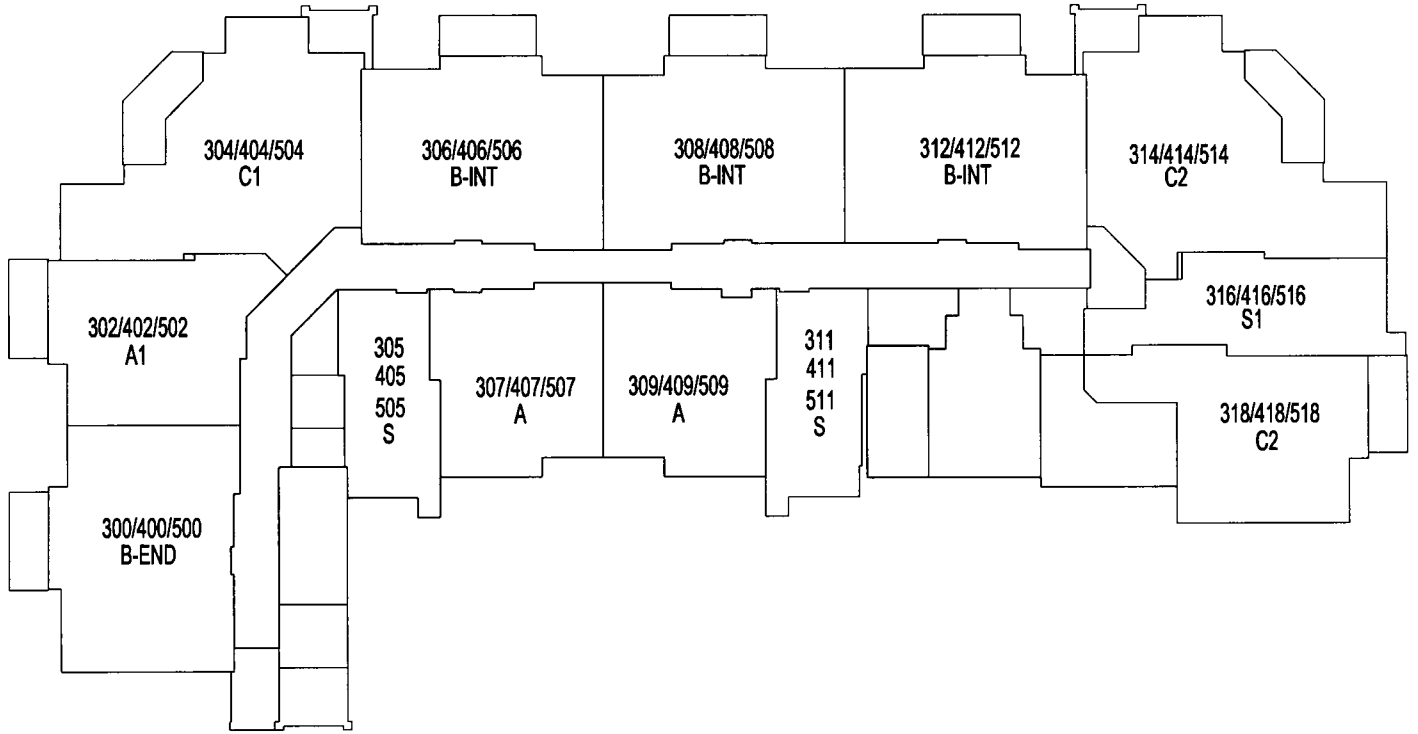 304/404/504
C1
306/406/506
B-INT
308/408/508
B-INT
312/412/512
B-INT
314/414/514
C2
302/402/502
A1
305
405
505
S
307/407/507
A
309/409/509
A
311
411
511
S
316/416/516
S1
318/418/518
C2
300/400/500
B-END